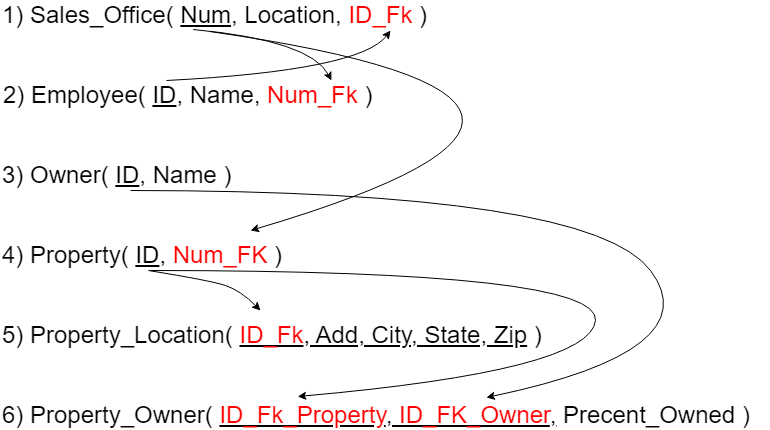 1) Sales_Office( Num, Location, ID_Fk )
2) Employee( ID, Name, Num_Fk )
3) Owner( ID, Name )
4) Property( ID, Num_FK )
5) Property_Location( ID_Fk, Add, City, State, Zip )
6) Property_Owner( ID_Fk_Property, ID_FK_Owner, Precent_Owned )